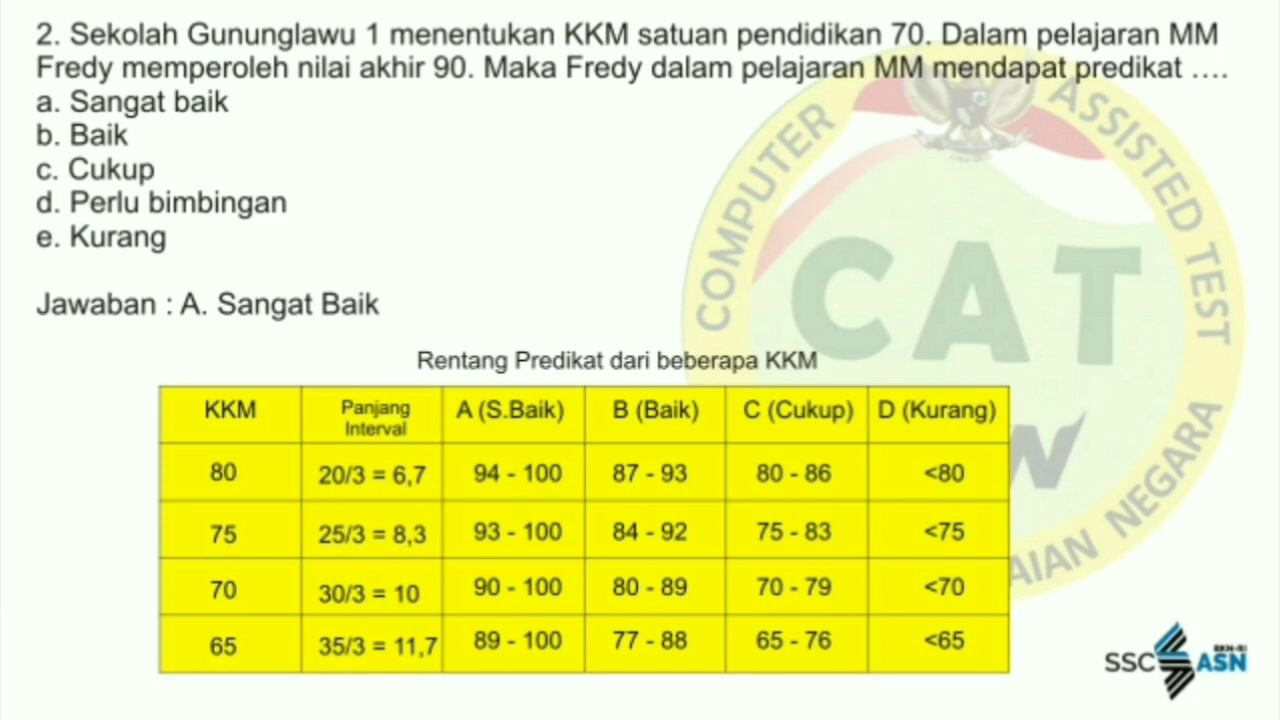 2. Sekolah Gununglawu 1 menentukan KKM satuan pendidikan 70. Dalam pelajaran MM
Fredy memperoleh nilai akhir 90. Maka Fredy dalam pelajaran MM mendapat predikat ....
a. Sangat baik
b. Baik
c. Cukup
d. Perlu bimbingan
e. Kurang
Jawaban : A. Sangat Baik
Rentang Predikat dari beberapa KKM
KKM Panjang Interval A (S.Baik) B (Baik) C (Cukup) D (Kurang)
80 20/3 = 6,7 94 - 100 87 - 93 80 - 86 <80
75 25/3 = 8,3 93 - 100 84 - 92 75 - 83 <75
70 30/3 = 10 90 - 100 80 - 89 70 - 79 <70
65 35/3 = 11,7 89 - 100 77 - 88 65 - 76 <65
COMPUTER ASSISTED TEST
CAT
AIAN NEGARA
SSC ASN